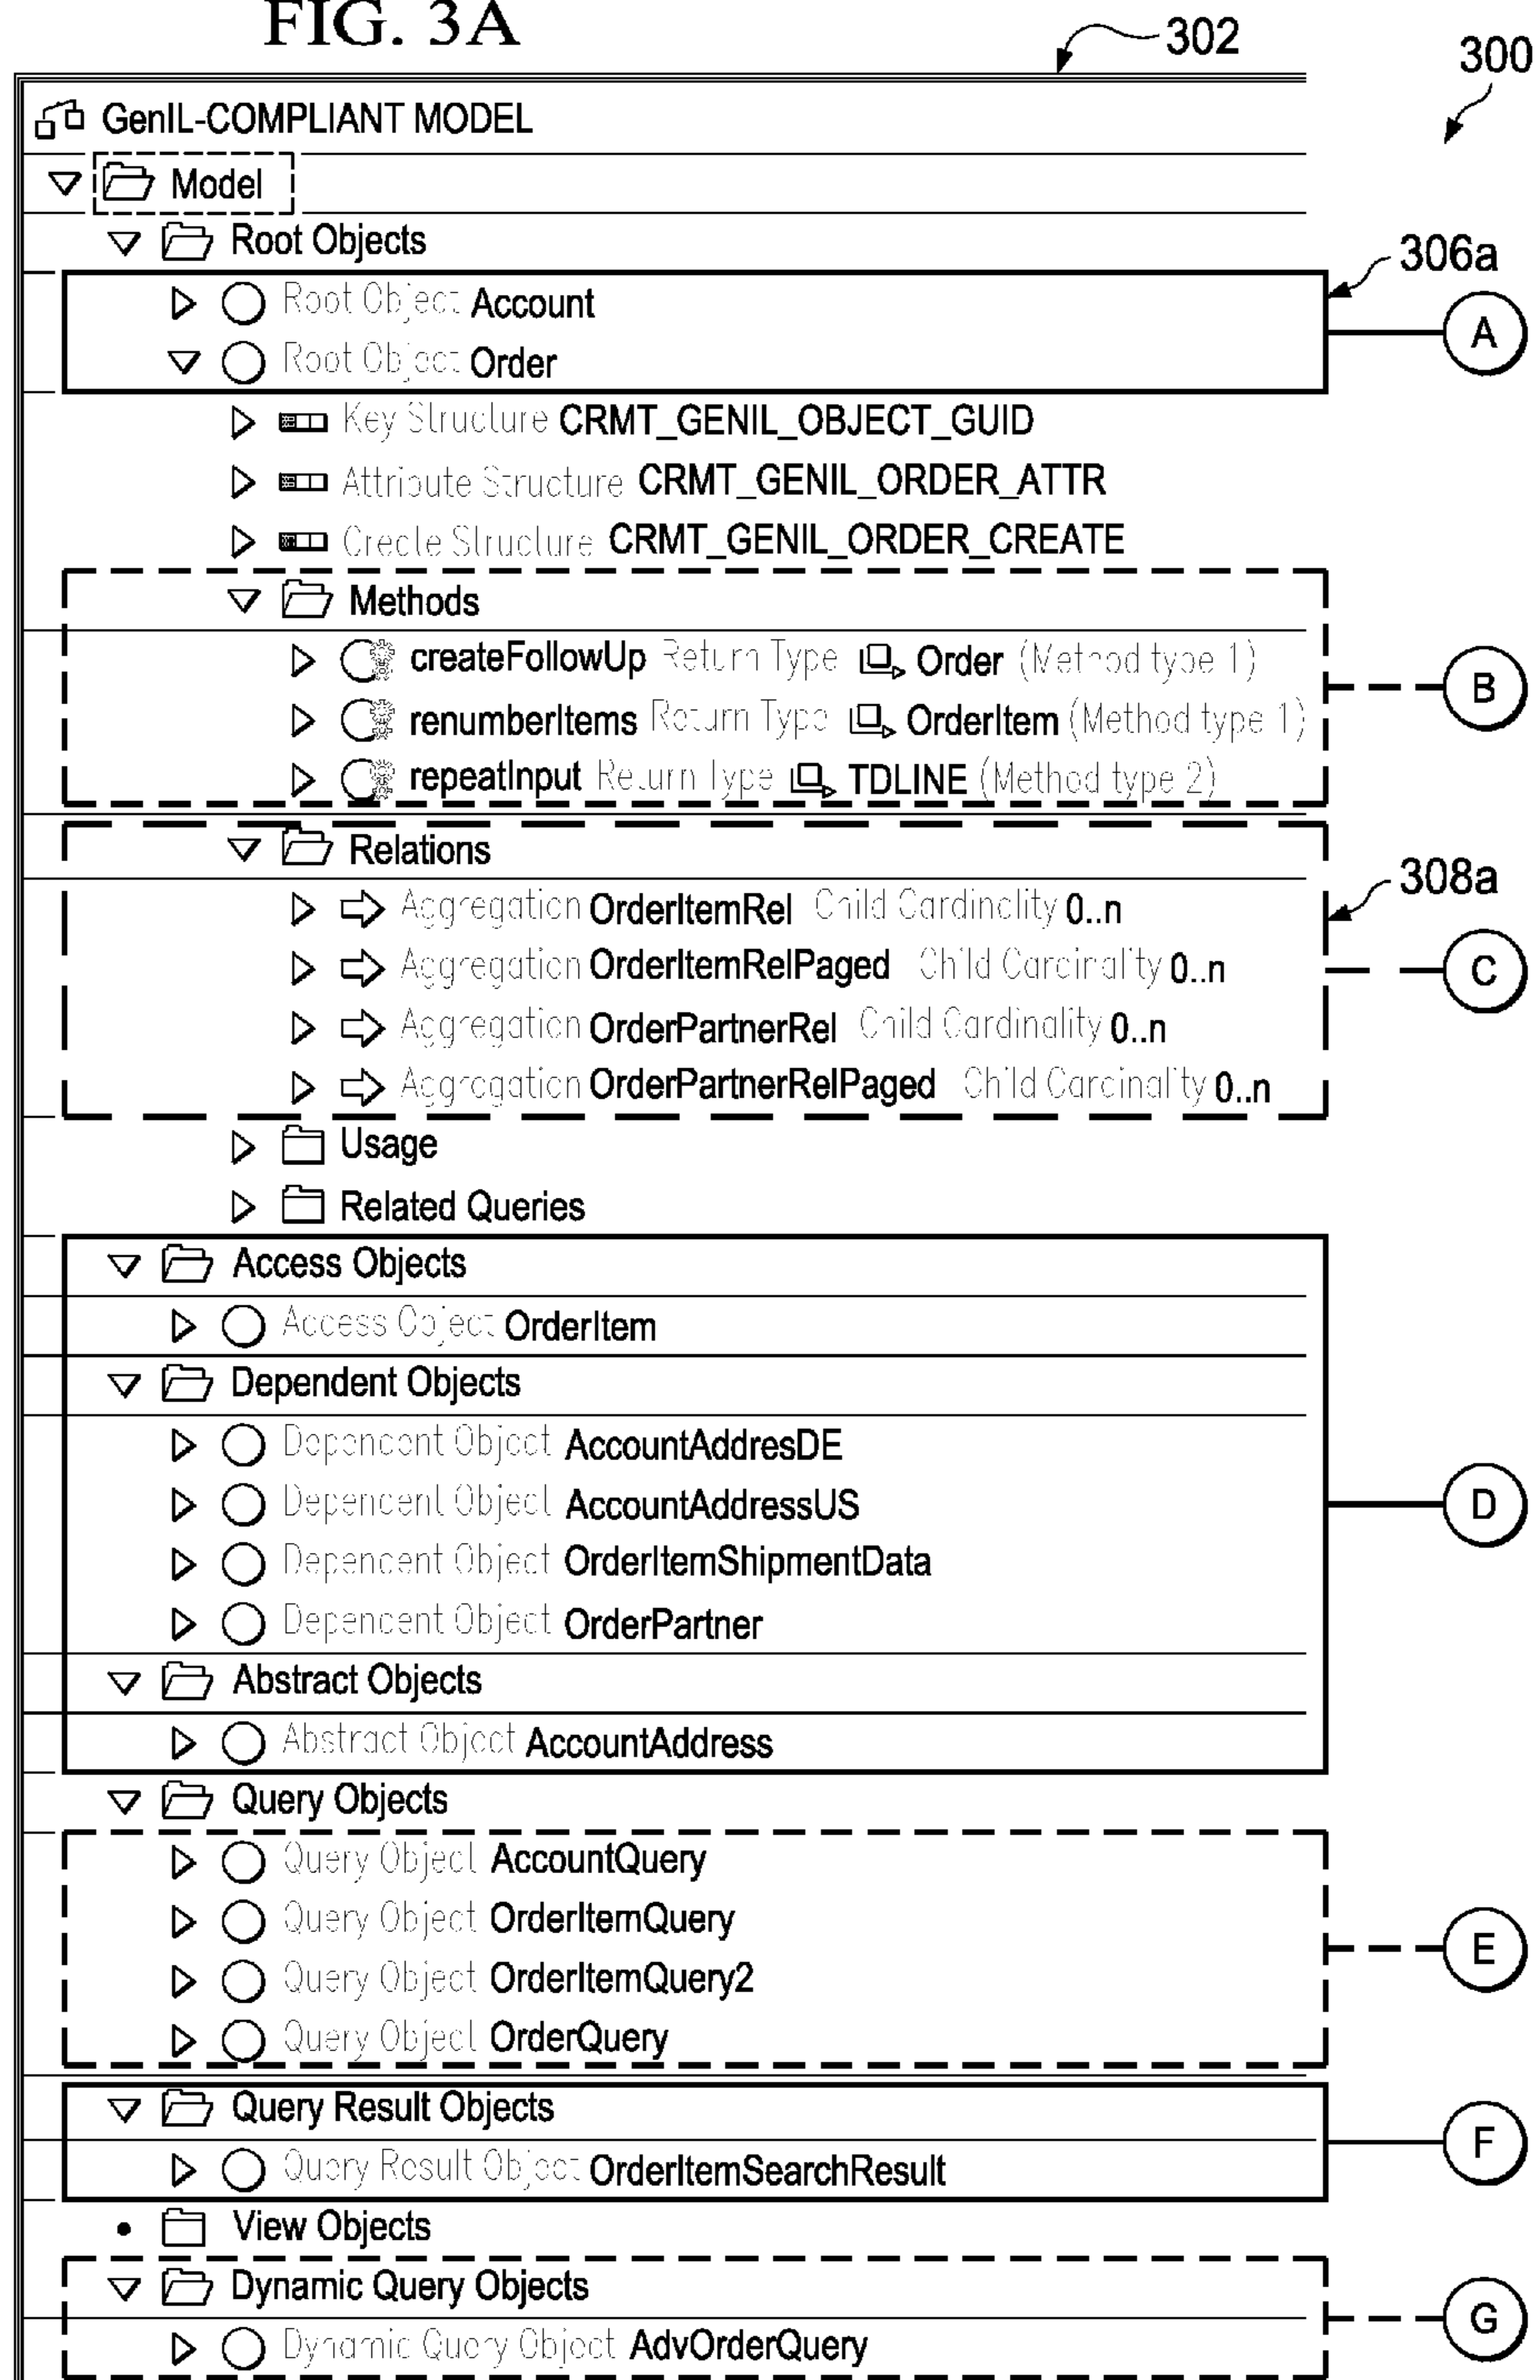 FIG. 3A
302
300
GenIL-COMPLIANT MODEL
Model
Root Objects
306a
Root Object Account
A
Root Object Order
Key Structure CRMT_GENIL_OBJECT_GUID
Attribute Structure CRMT_GENIL_ORDER_ATTR
Create Structure CRMT_GENIL_ORDER_CREATE
Methods
createFollowUp Return Type Order (Method type 1)
B
renumberItems Return Type OrderItem (Method type 1)
repeatInput Return Type TDLINE (Method type 2)
Relations
308a
Aggregation OrderItemRel Child Cardinality 0..n
Aggregation OrderItemRelPaged Child Cardinality 0..n
C
Aggregation OrderPartnerRel Child Cardinality 0..n
Aggregation OrderPartnerRelPaged Child Cardinality 0..n
Usage
Related Queries
Access Objects
Access Object OrderItem
Dependent Objects
Dependent Object AccountAddresDE
Dependent Object AccountAddressUS
D
Dependent Object OrderItemShipmentData
Dependent Object OrderPartner
Abstract Objects
Abstract Object AccountAddress
Query Objects
Query Object AccountQuery
Query Object OrderItemQuery
E
Query Object OrderItemQuery2
Query Object OrderQuery
Query Result Objects
F
Query Result Object OrderItemSearchResult
View Objects
Dynamic Query Objects
G
Dynamic Query Object AdvOrderQuery